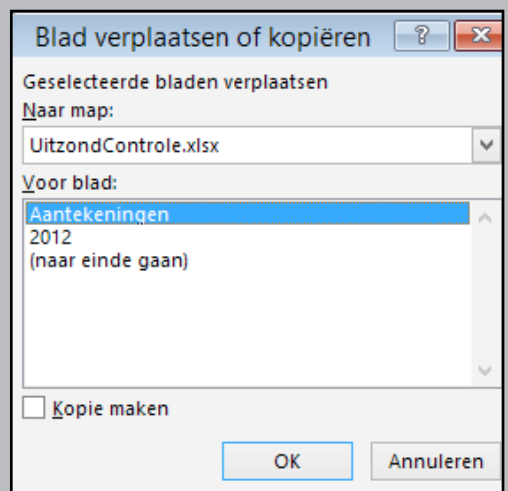 Blad verplaatsen of kopiëren ?
Geselecteerde bladen verplaatsen
Naar map:
UitzondControle.xlsx
Voor blad:
Aantekeningen
2012
(naar einde gaan)
Kopie maken
OK Annuleren